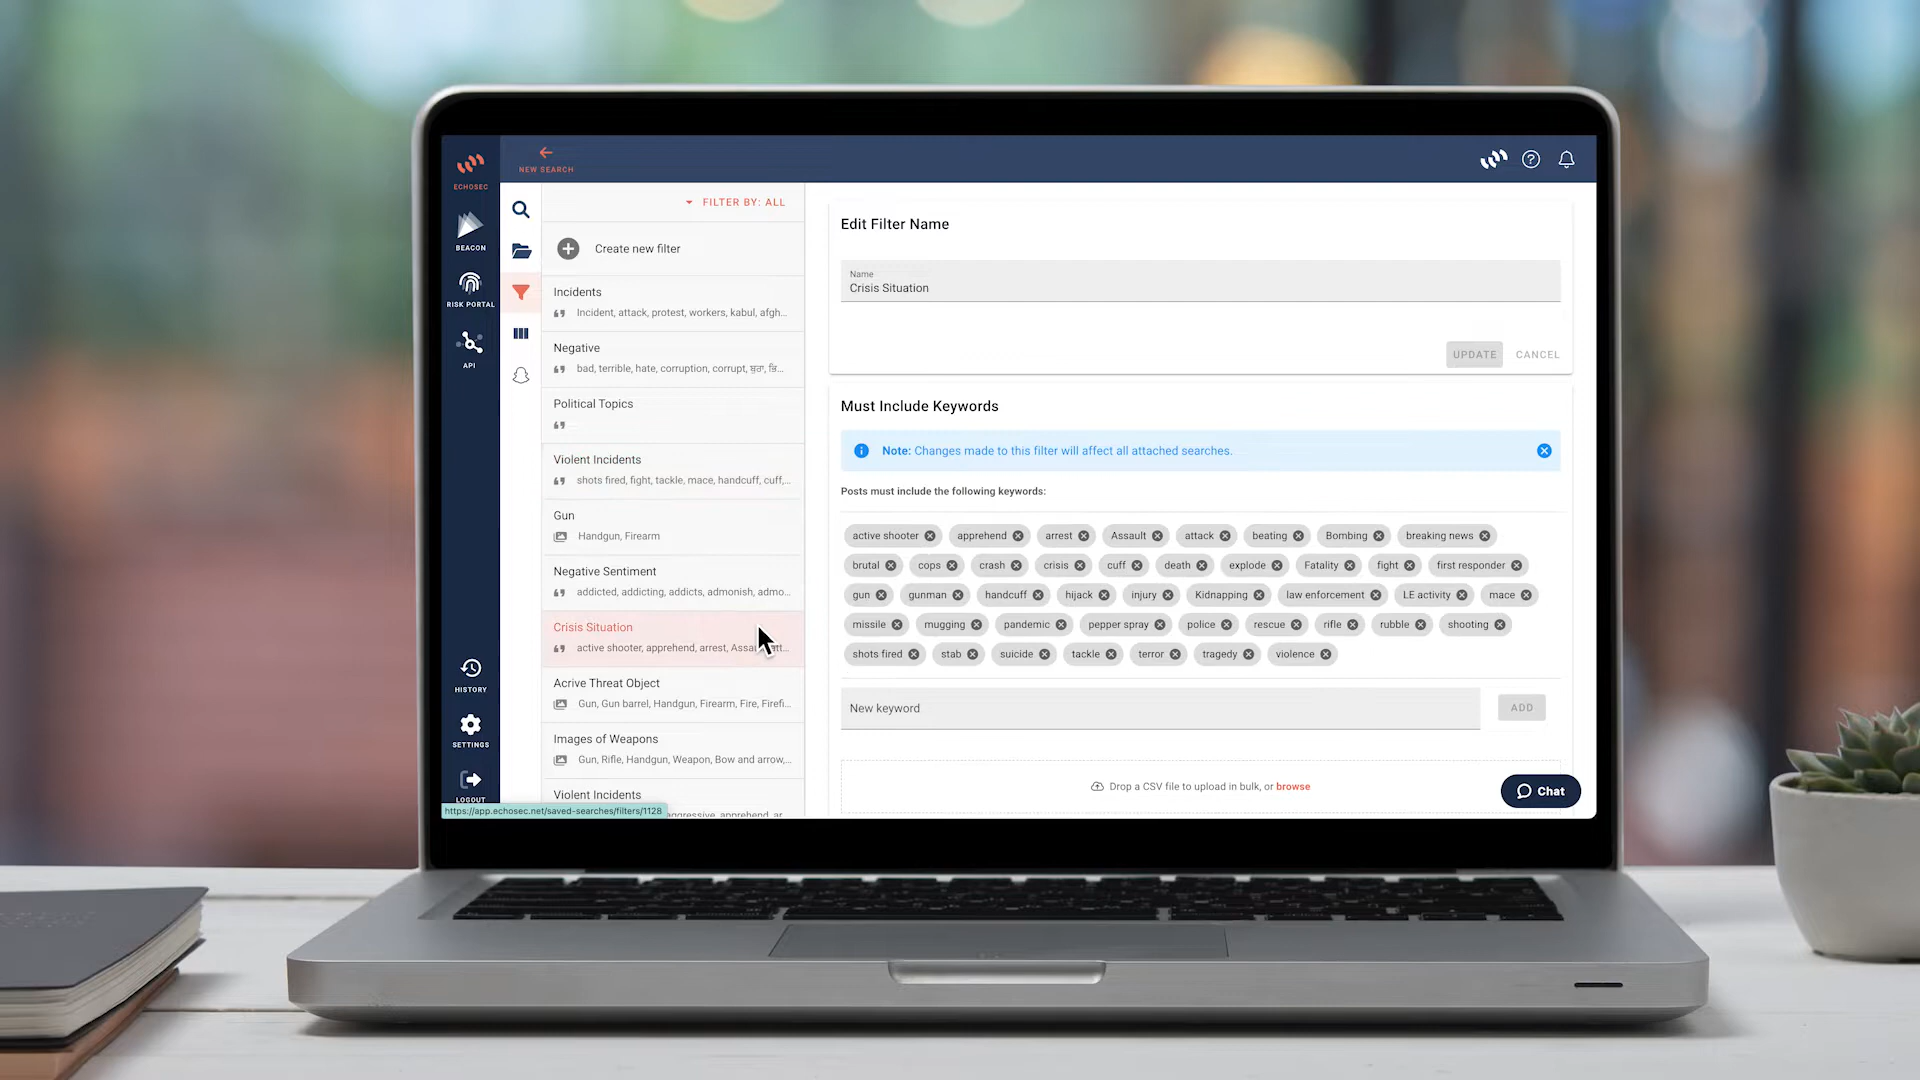 ECHOSEC
BEACON
RISK PORTAL
API
HISTORY
SETTINGS
LOGOUT
NEW SEARCH
FILTER BY: ALL
Create new filter
Incidents
Incident, attack, protest, workers, kabul, afgh...
Negative
bad, terrible, hate, corruption, corrupt,
Political Topics
Violent Incidents
shots fired, fight, tackle, mace, handcuff, cuff,...
Gun
Handgun, Firearm
Negative Sentiment
addicted, addicting, addicts, admonish, admo...
Crisis Situation
active shooter, apprehend, arrest,
Acrive Threat Object
Gun, Gun barrel, Handgun, Firearm, Fire, Firefi...
Images of Weapons
Gun, Rifle, Handgun, Weapon, Bow and arrow,...
Violent Incidents
aggressive, apprehend, ar
https://app.echosec.net/saved-searches/filters/1128
Edit Filter Name
Name
Crisis Situation
UPDATE CANCEL
Must Include Keywords
Note: Changes made to this filter will affect all attached searches.
Posts must include the following keywords:
active shooter apprehend arrest Assault attack beating Bombing breaking news
brutal cops crash crisis cuff death explode Fatality fight first responder
gun gunman handcuff hijack injury Kidnapping law enforcement LE activity mace
missile mugging pandemic pepper spray police rescue rifle rubble shooting
shots fired stab suicide tackle terror tragedy violence
New keyword
ADD
Drop a CSV file to upload in bulk, or browse
Chat